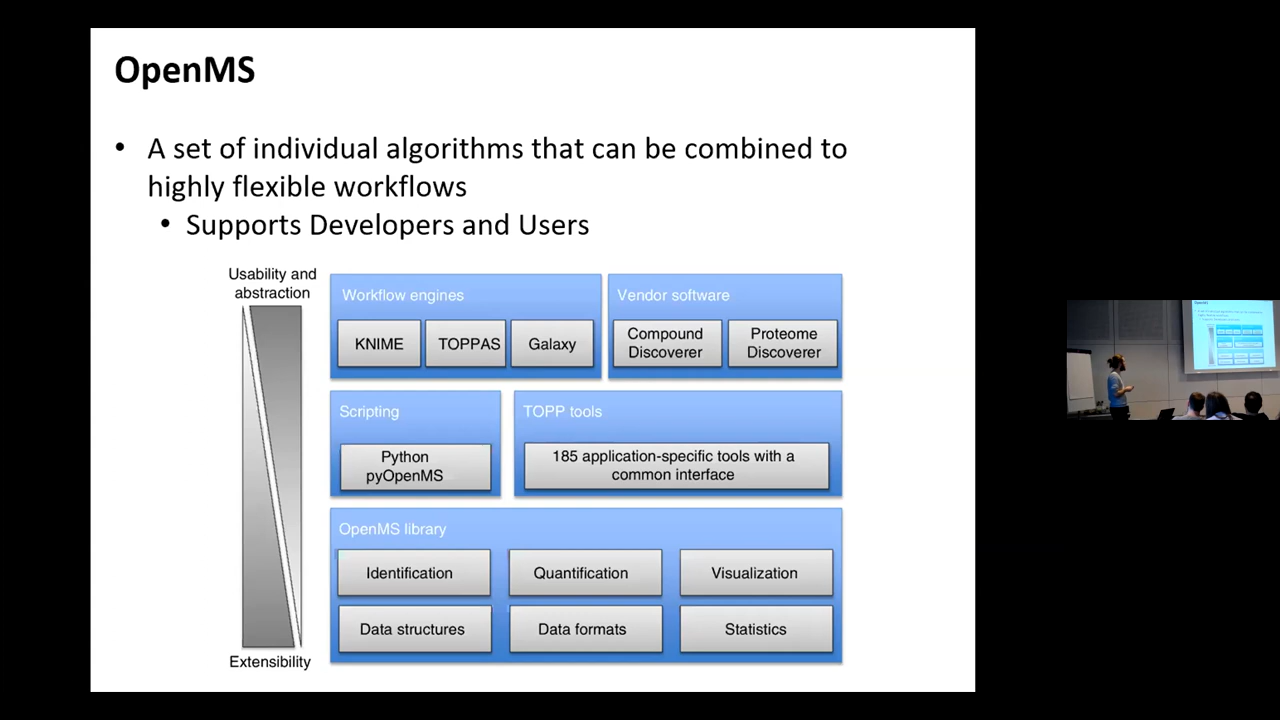 OpenMS
• A set of individual algorithms that can be combined to
highly flexible workflows
• Supports Developers and Users
Usability and
abstraction
Workflow engines
KNIME
TOPPAS
Galaxy
Vendor software
Compound
Discoverer
Proteome
Discoverer
Scripting
Python
pyOpenMS
TOPP tools
185 application-specific tools with a
common interface
OpenMS library
Identification
Quantification
Visualization
Data structures
Data formats
Statistics
Extensibility